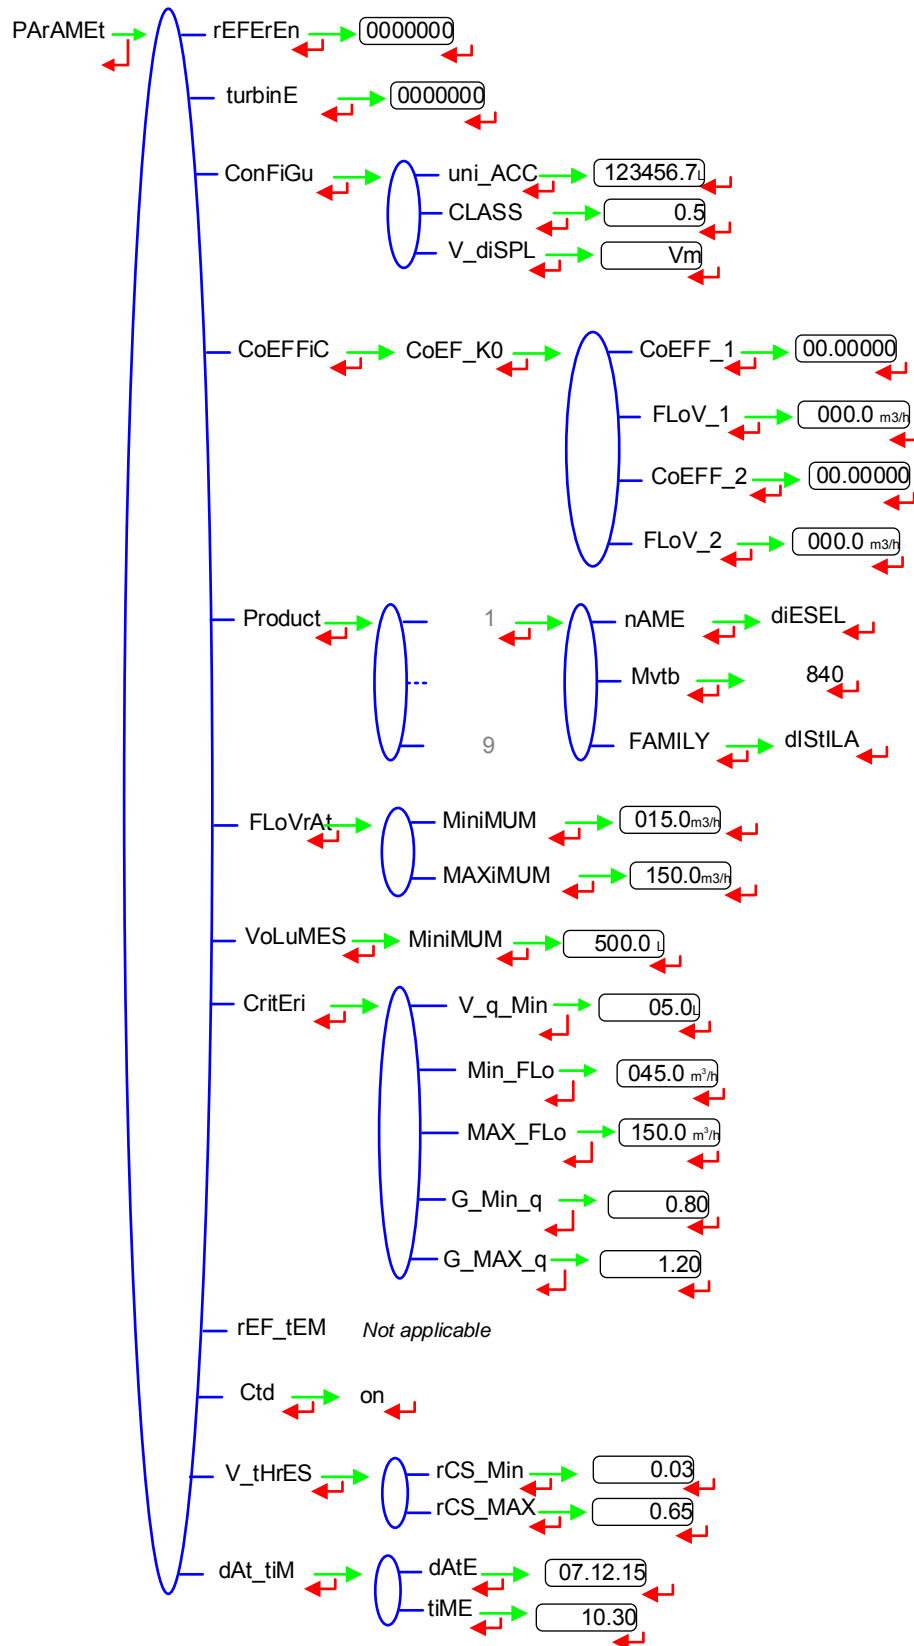 PArAMEt rEFErEn 0000000
turbinE 0000000
ConFiGu uni_ACC 123456.7L
CLASS 0.5
V_diSPL Vm
CoEFFiC CoEF_K0 CoEFF_1 00.00000
FLoV_1 000.0 m3/h
CoEFF_2 00.00000
FLoV_2 000.0 m3/h
Product 1 nAME diESEL
Mvtb 840
9 FAMILY dIStILA
FLoVrAt MiniMUM 015.0m3/h
MAXiMUM 150.0m3/h
VoLuMES MiniMUM 500.0 L
CritEri V_q_Min 05.0L
Min_FLo 045.0 m³/h
MAX_FLo 150.0 m³/h
G_Min_q 0.80
G_MAX_q 1.20
rEF_tEM Not applicable
Ctd on
V_tHrES rCS_Min 0.03
rCS_MAX 0.65
dAt_tiM dAtE 07.12.15
tiME 10.30